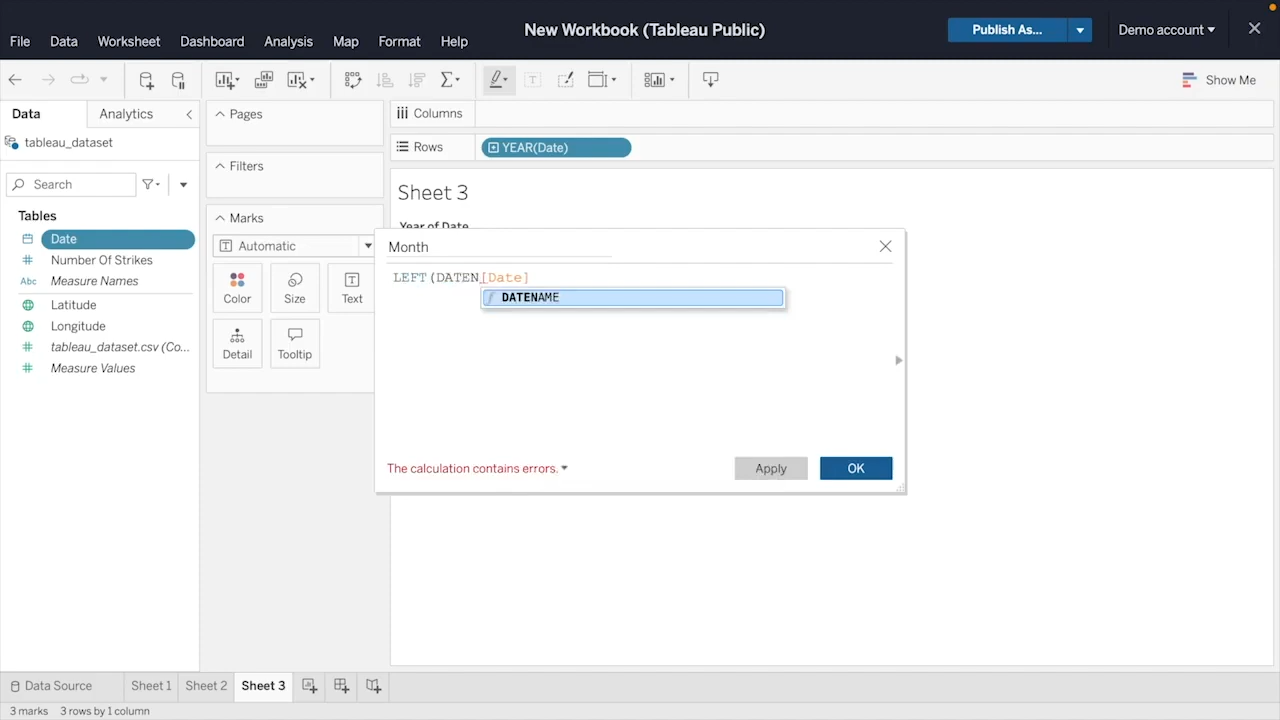 New Workbook (Tableau Public)
Publish As...
Demo account
File Data Worksheet Dashboard Analysis Map Format Help
Show Me
Data Analytics
tableau_dataset
Search
Tables
Date
Number Of Strikes
Abc Measure Names
Latitude
Longitude
tableau_dataset.csv (Co...
Measure Values
Pages
Filters
Marks
Automatic
Color Size Text
Detail Tooltip
Columns
Rows YEAR(Date)
Sheet 3
Year of Date
Month
LEFT(DATEN[Date]
DATENAME
The calculation contains errors.
Apply OK
Data Source Sheet 1 Sheet 2 Sheet 3
3 marks 3 rows by 1 column